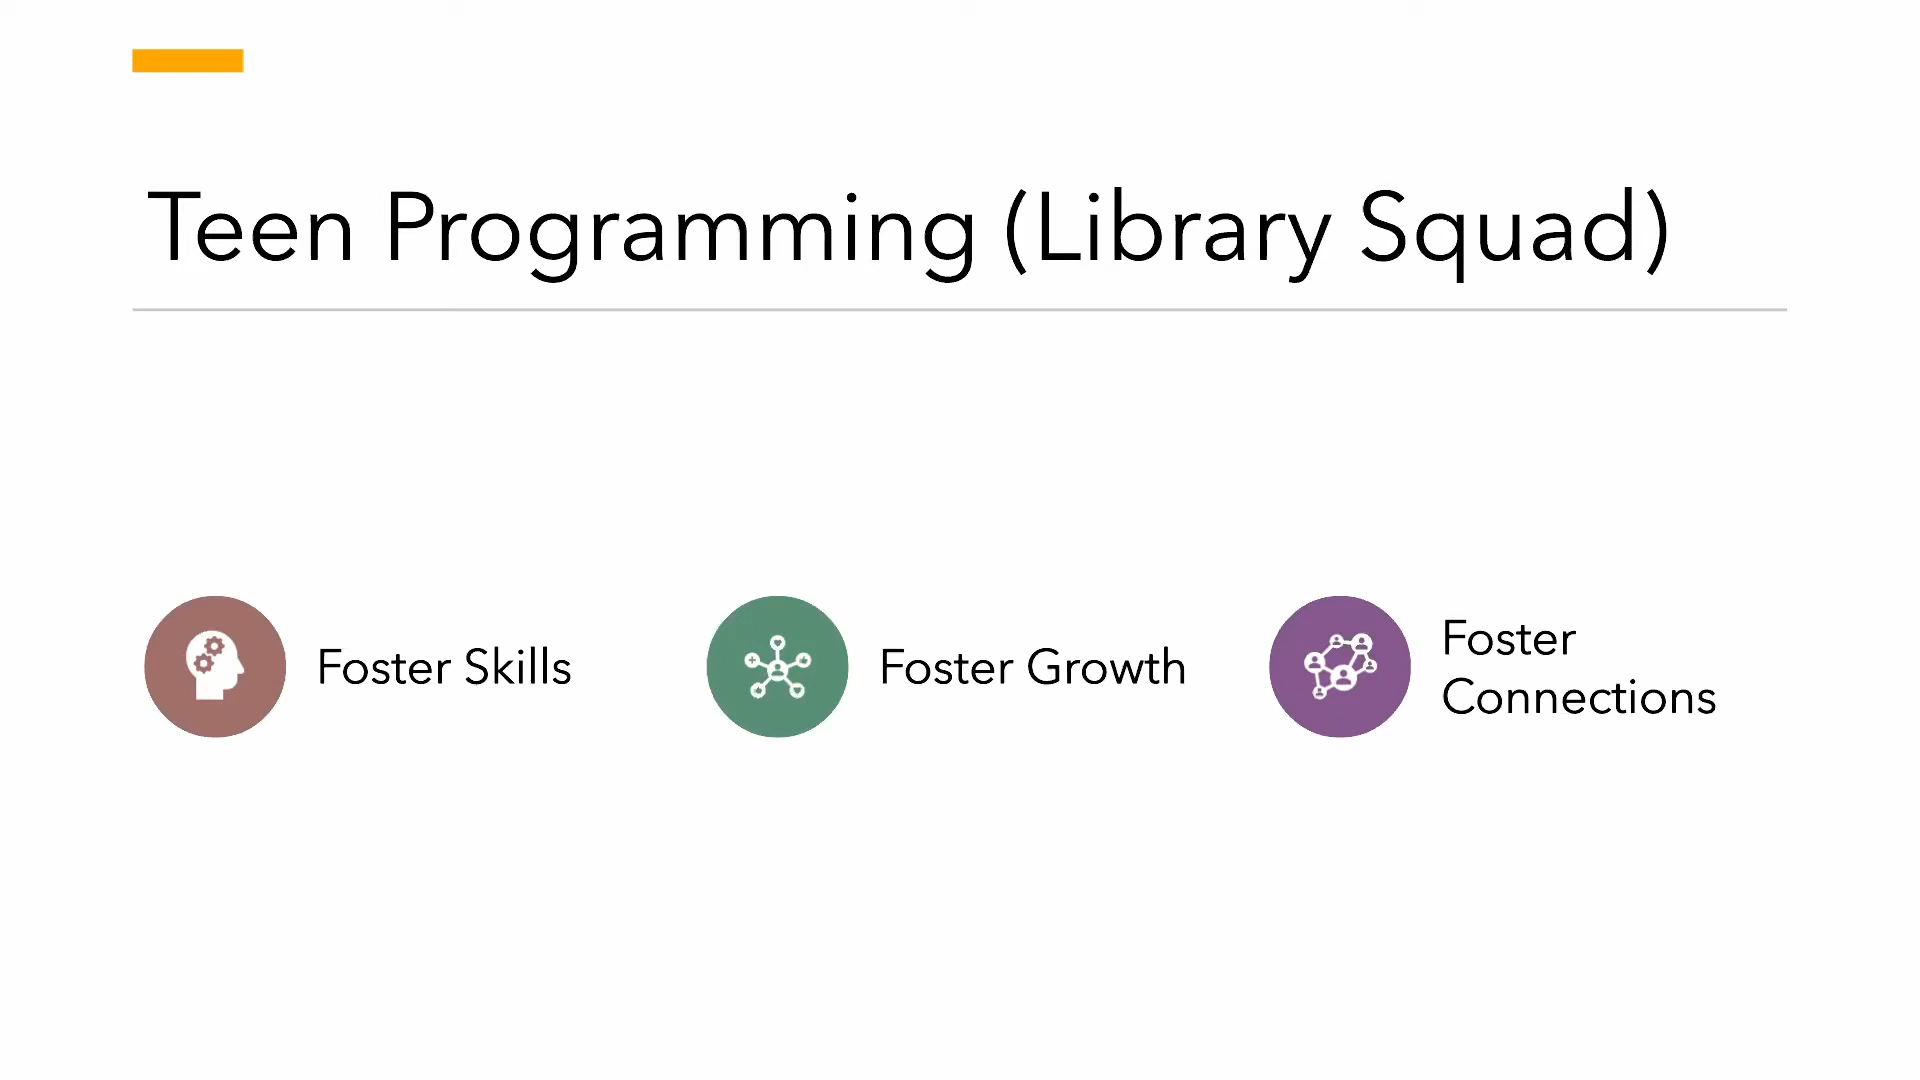 Teen Programming (Library Squad)
Foster Skills
Foster Growth
Foster
Connections